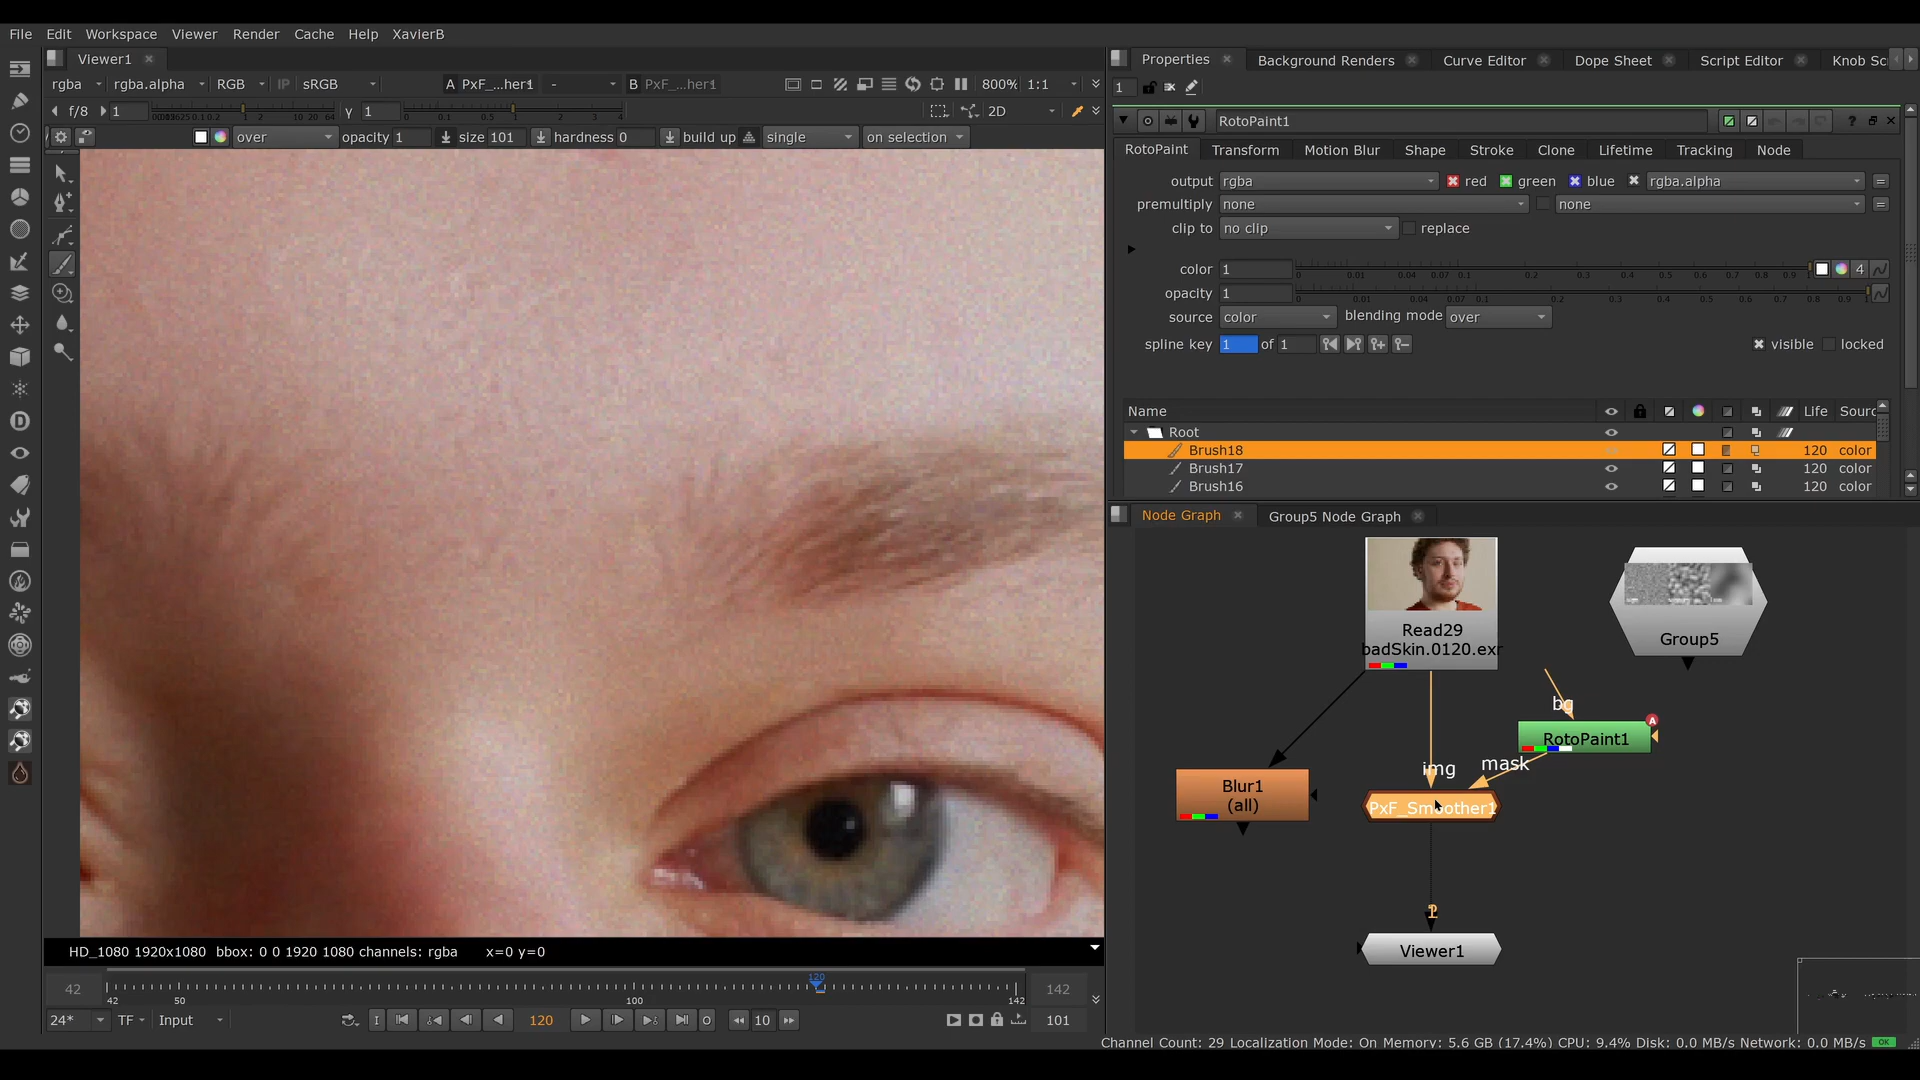 File Edit Workspace Viewer Render Cache Help XavierB
Viewer1
rgba rgba.alpha RGB IP sRGB A PxF_...her1 - B PxF_...her1 800% 1:1
f/8 1 γ 1 2D
over opacity 1 size 101 hardness 0 build up single on selection
HD_1080 1920x1080 bbox: 0 0 1920 1080 channels: rgba x=0 y=0
42 120 142
42 50 100 142
24* TF Input I O 120 10 101
Properties Background Renders Curve Editor Dope Sheet Script Editor Knob Sc
1
RotoPaint1
RotoPaint Transform Motion Blur Shape Stroke Clone Lifetime Tracking Node
output rgba red green blue rgba.alpha =
premultiply none none =
clip to no clip replace
color 1 4
opacity 1
source color blending mode over
spline key 1 of 1 visible locked
Name Life Sourc
Root
Brush18 120 color
Brush17 120 color
Brush16 120 color
Node Graph Group5 Node Graph
Read29
badSkin.0120.exr
Group5
bg
RotoPaint1
A
img mask
Blur1
(all)
PxF_Smoother1
Viewer1
Channel Count: 29 Localization Mode: On Memory: 5.6 GB (17.4%) CPU: 9.4% Disk: 0.0 MB/s Network: 0.0 MB/s OK